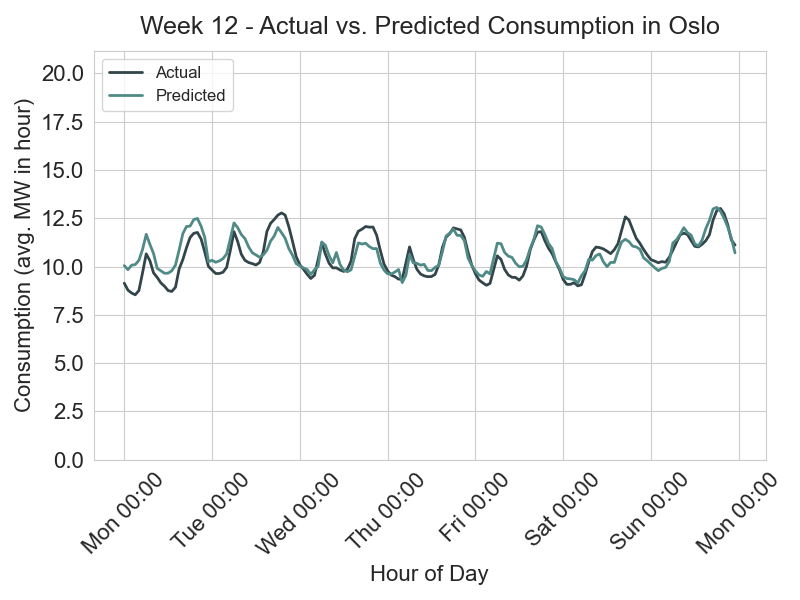 Week 12 - Actual vs. Predicted Consumption in Oslo
Actual
Predicted
Consumption (avg. MW in hour)
20.0
17.5
15.0
12.5
10.0
7.5
5.0
2.5
0.0
Mon 00:00
Tue 00:00
Wed 00:00
Thu 00:00
Fri 00:00
Sat 00:00
Sun 00:00
Mon 00:00
Hour of Day